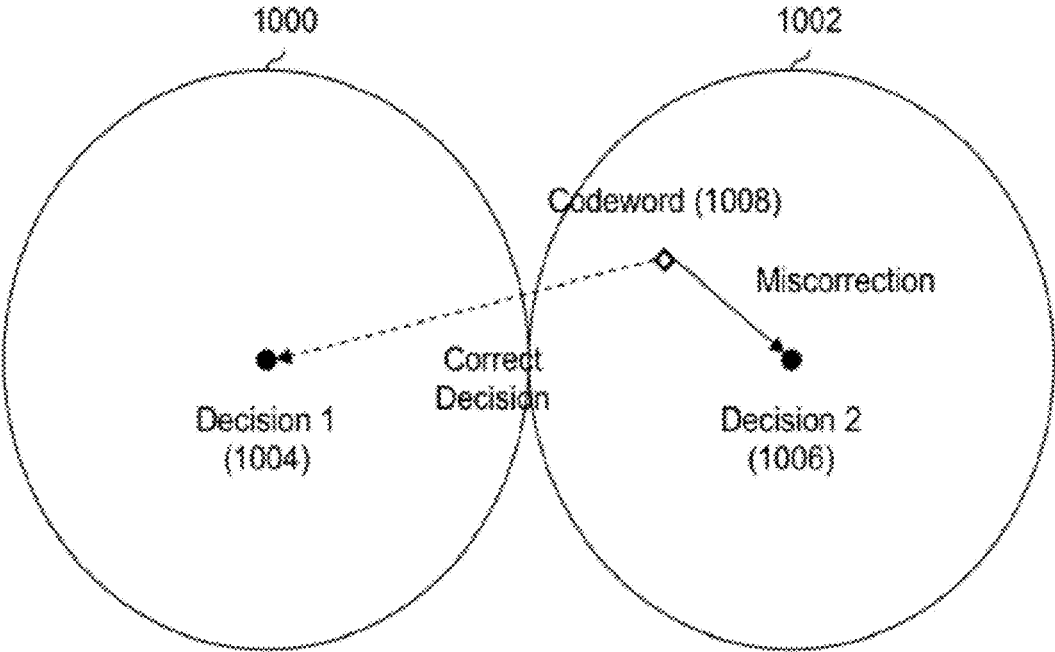 1000
1002
Codeword (1008)
Miscorrection
Correct
Decision
Decision 1
(1004)
Decision 2
(1006)